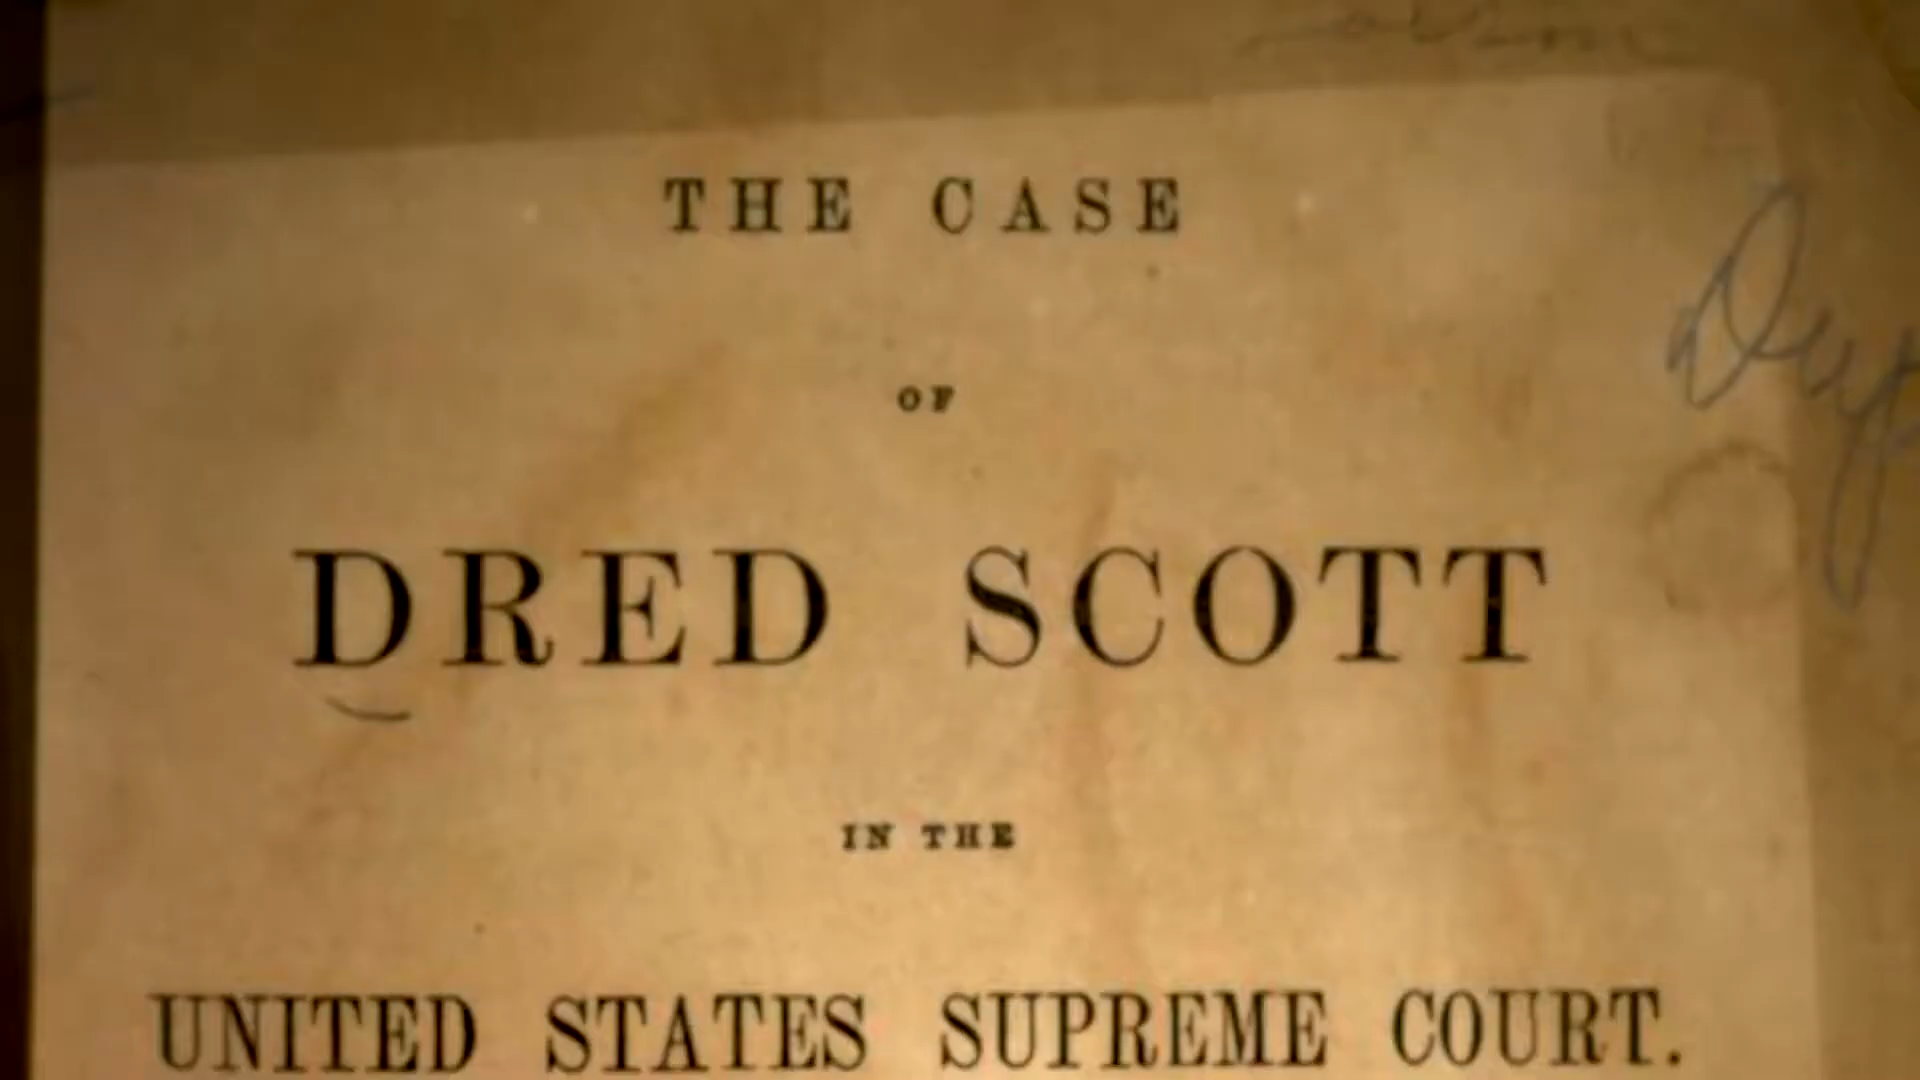 THE CASE
OF
DRED SCOTT
IN THE
UNITED STATES SUPREME COURT.